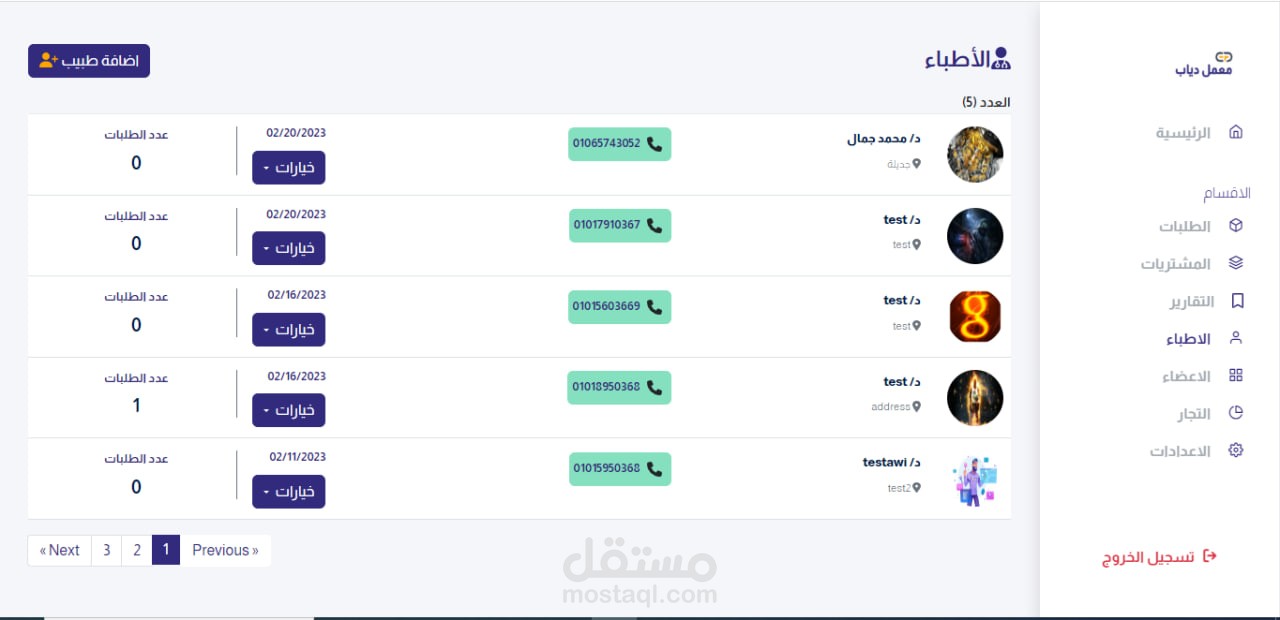 معمل دياب
الرئيسية
الاقسام
الطلبات
المشتريات
التقارير
الاطباء
الاعضاء
التجار
الاعدادات
تسجيل الخروج
الأطباء
اضافة طبيب
العدد (5)
د/ محمد جمال
جديلة
01065743052
02/20/2023
خيارات
عدد الطلبات
0
د/ test
test
01017910367
02/20/2023
خيارات
عدد الطلبات
0
د/ test
test
01015603669
02/16/2023
خيارات
عدد الطلبات
0
د/ test
address
01018950368
02/16/2023
خيارات
عدد الطلبات
1
د/ testawi
test2
01015950368
02/11/2023
خيارات
عدد الطلبات
0
« Next 3 2 1 Previous »
مستقل
mostaql.com